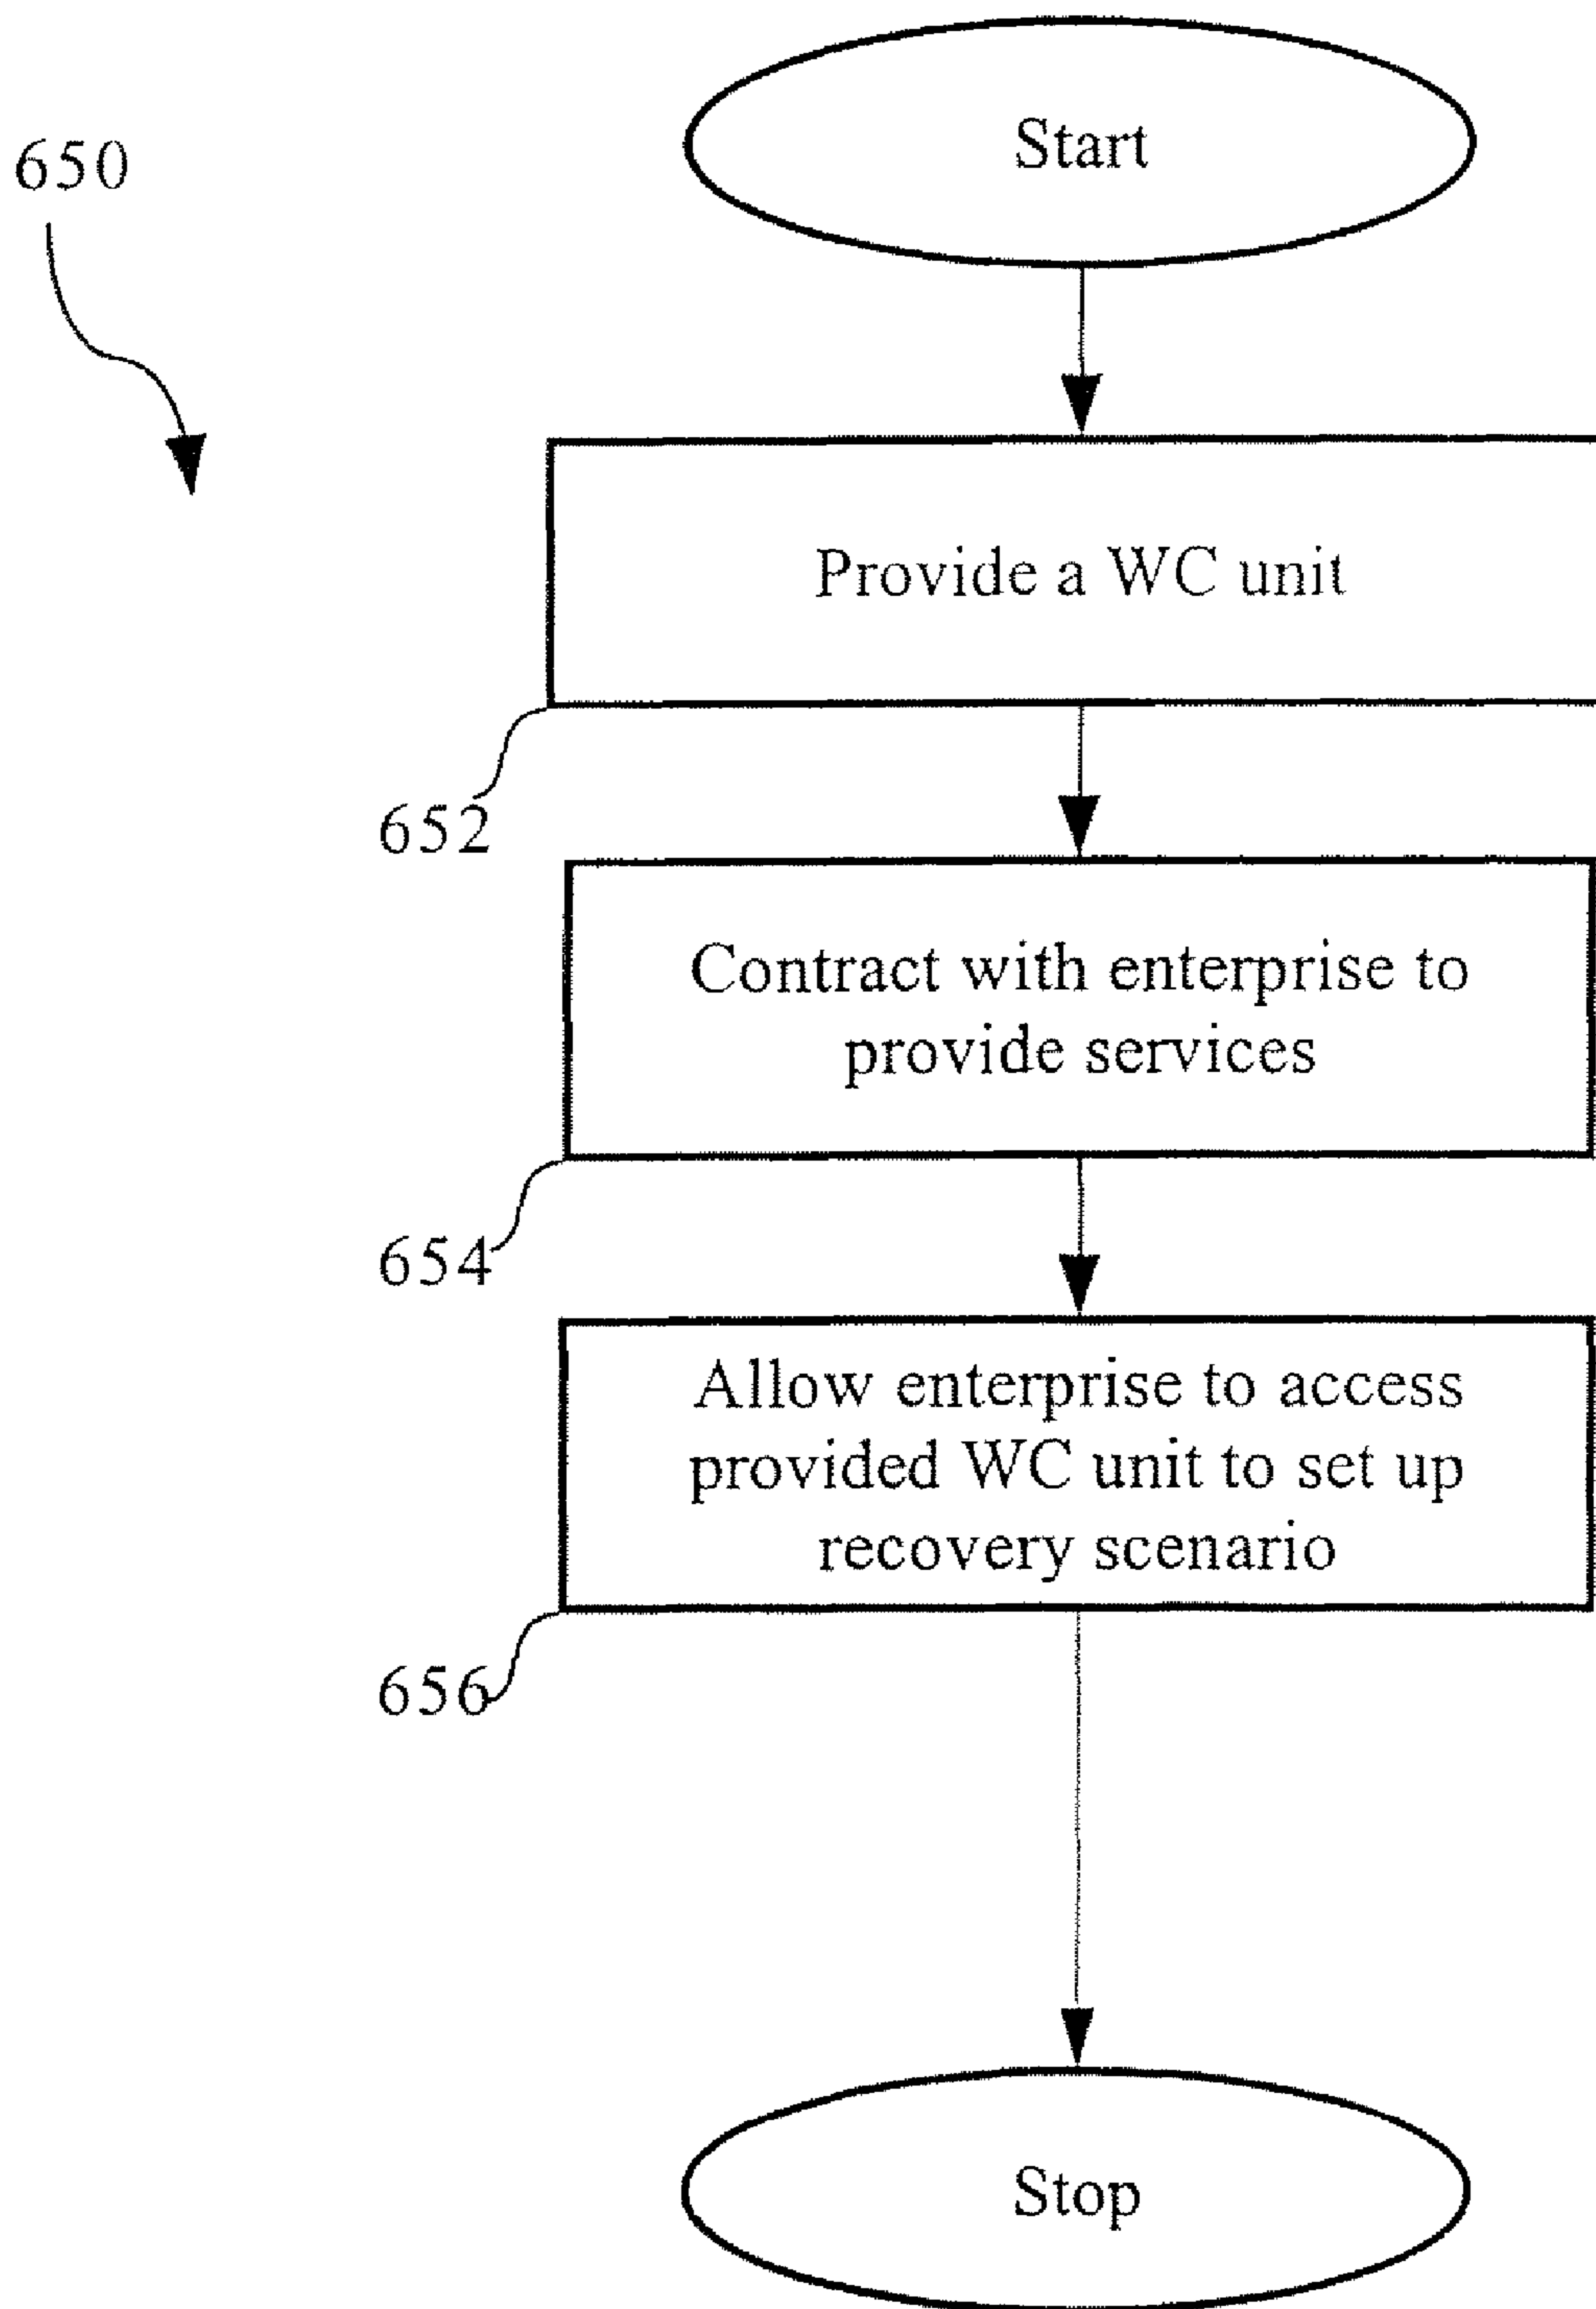 Start
650
Provide a WC unit
652
Contract with enterprise to
provide services
654
Allow enterprise to access
provided WC unit to set up
recovery scenario
656
Stop